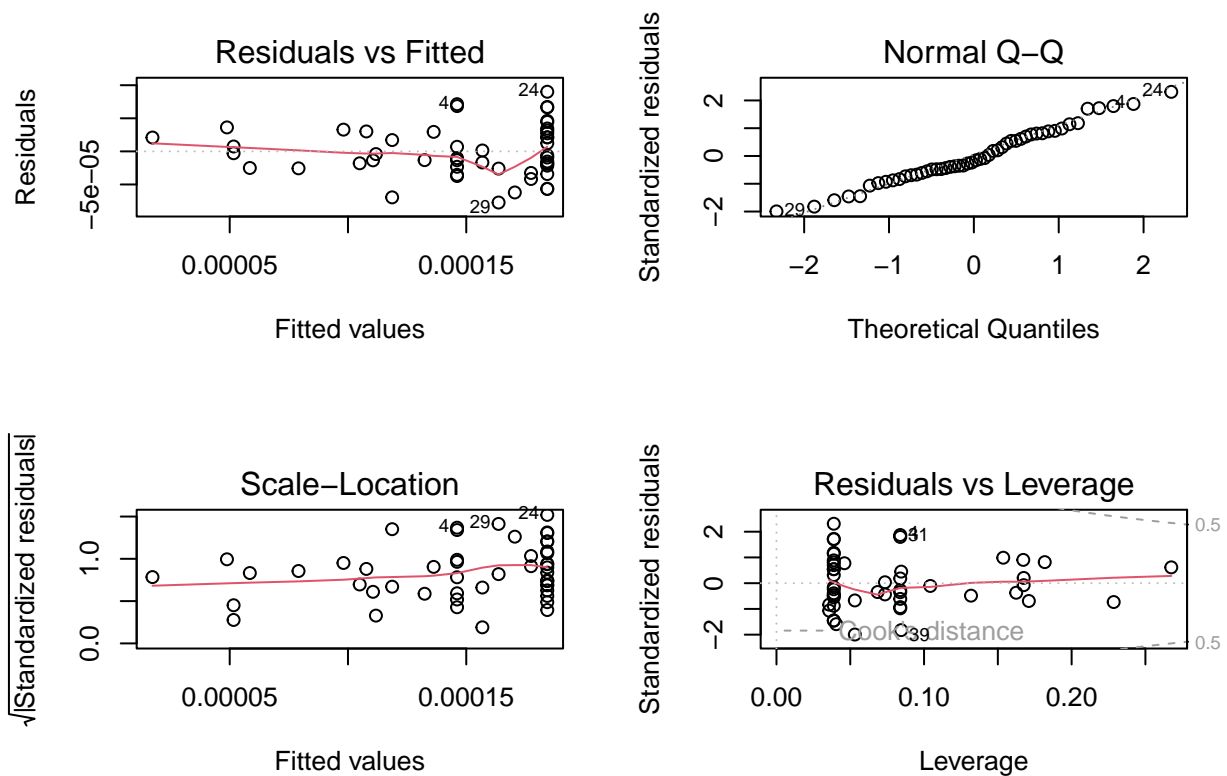 Residuals vs Fitted
Residuals
−5e−05
24
4
29
0.00005
0.00015
Fitted values
Normal Q−Q
Standardized residuals
2
0
−2
24
4
29
−2
−1
0
1
2
Theoretical Quantiles
Scale−Location
√|Standardized residuals|
1.0
0.0
24
4
29
0.00005
0.00015
Fitted values
Residuals vs Leverage
Standardized residuals
2
0
−2
31
39
Cook's distance
0.5
0.5
0.00
0.10
0.20
Leverage